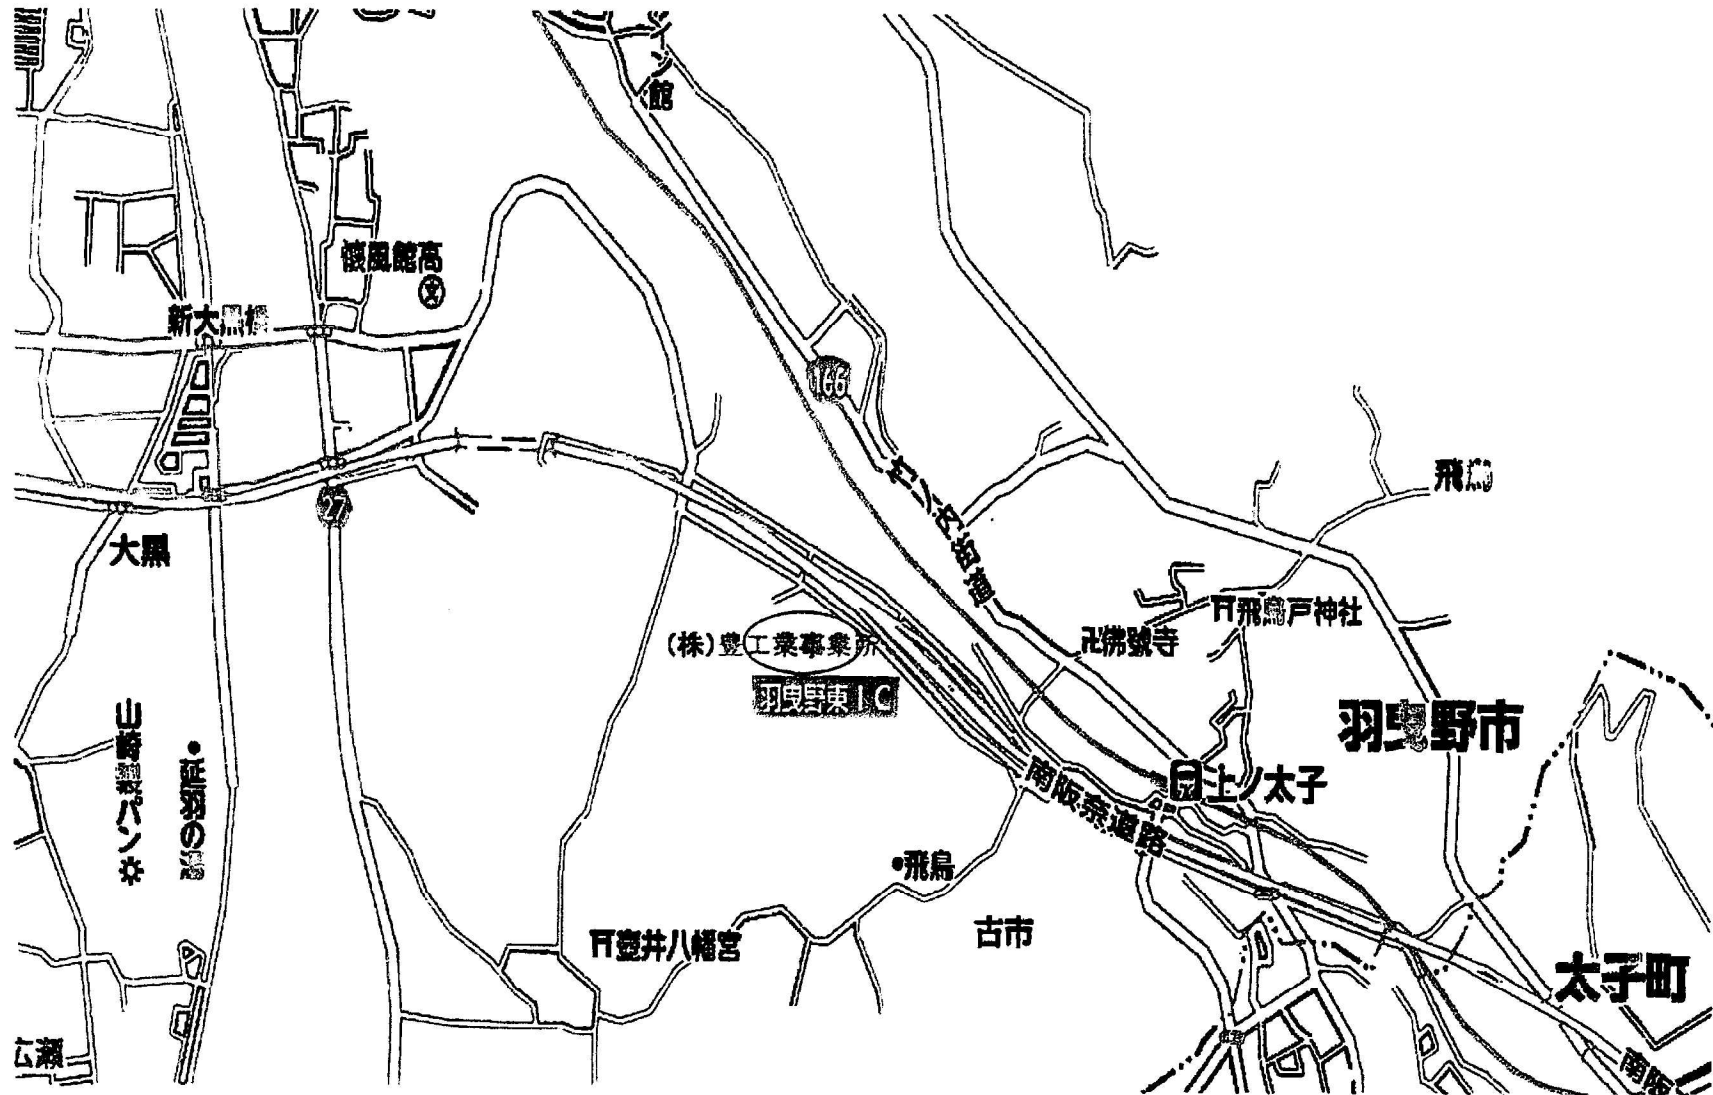 館
懐風館高
文
新大黒橋
166
竹ノ内街道
飛鳥
27
大黒
飛鳥戸神社
佛號寺
(株)豊工業事業所
羽曳野東IC
羽曳野市
山崎製パン
延羽の湯
南阪奈道路
上ノ太子
飛鳥
古市
壺井八幡宮
太子町
広瀬
南阪